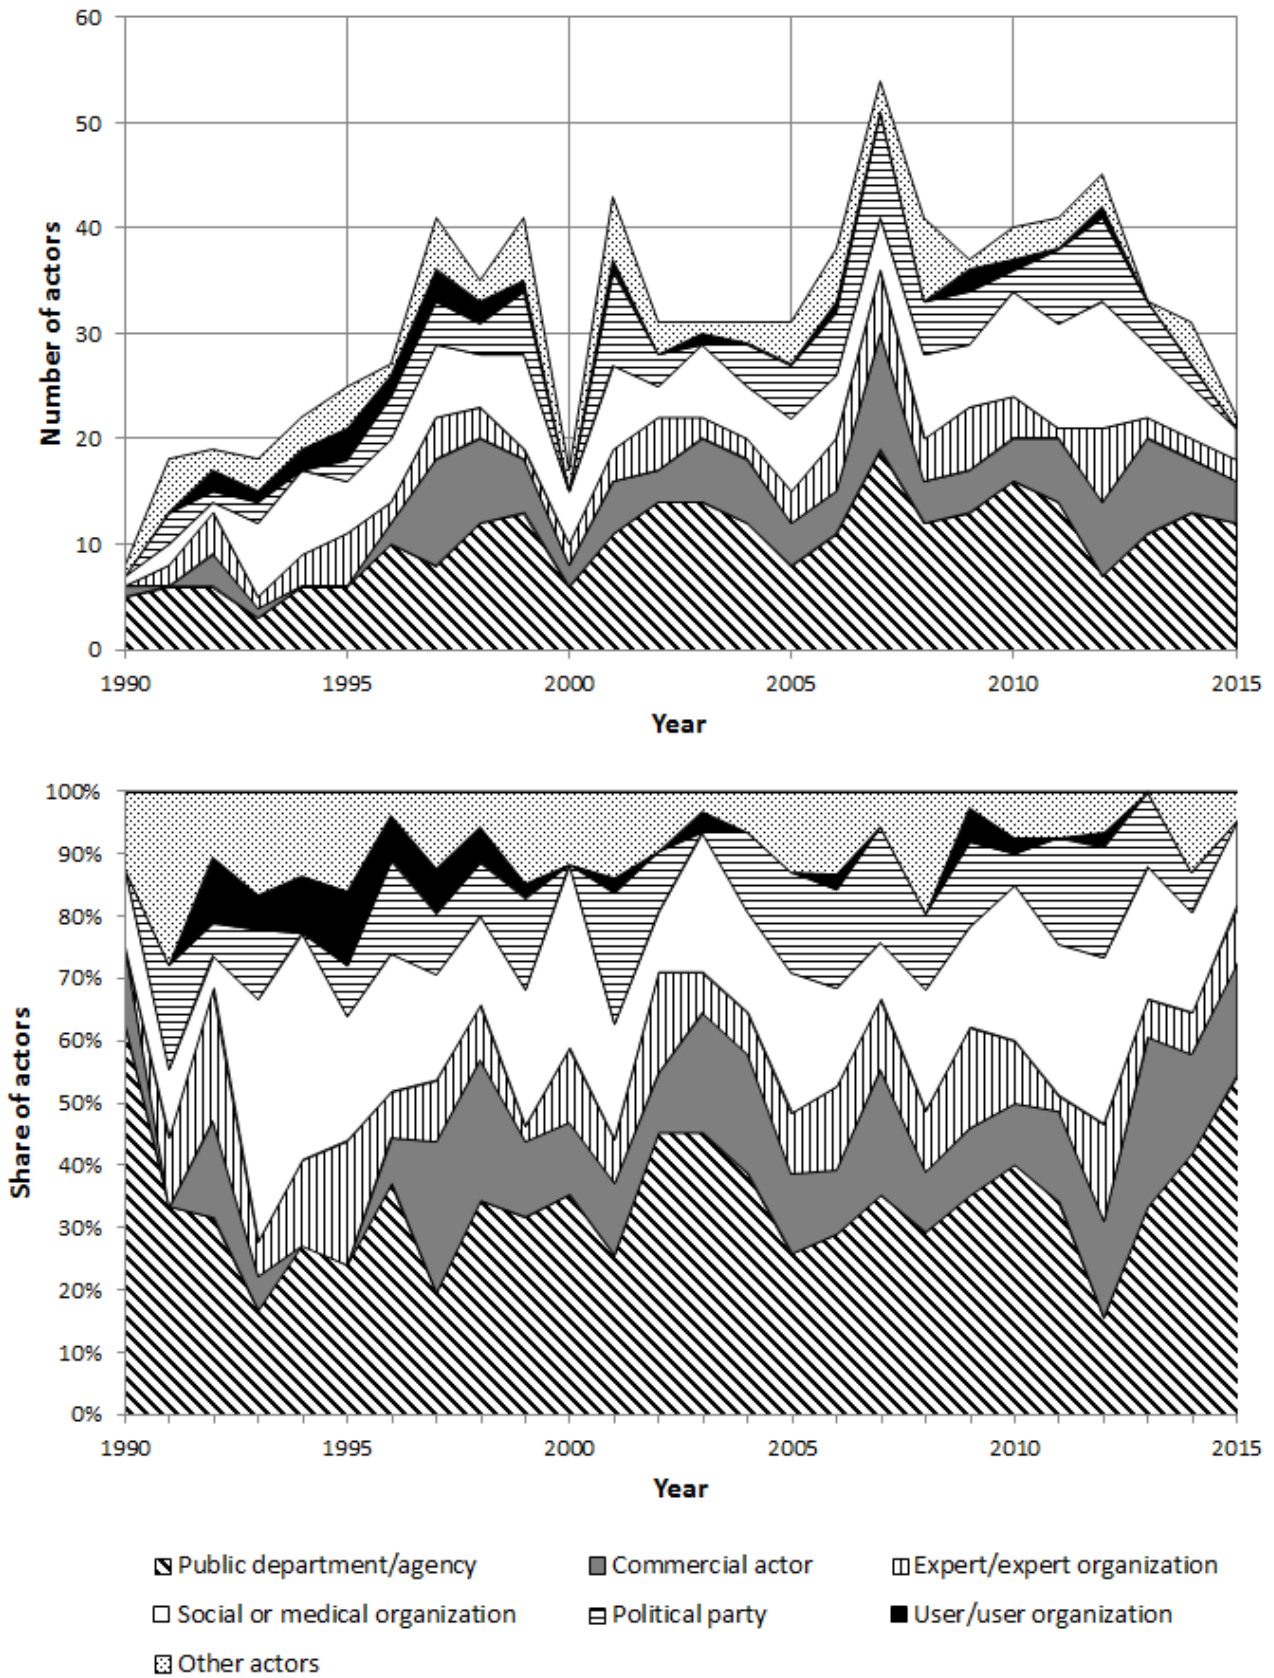 60
50
40
30
20
10
0
Number of actors
1990 1995 2000 2005 2010 2015
Year
100%
90%
80%
70%
60%
50%
40%
30%
20%
10%
0%
Share of actors
1990 1995 2000 2005 2010 2015
Year
Public department/agency Commercial actor Expert/expert organization
Social or medical organization Political party User/user organization
Other actors